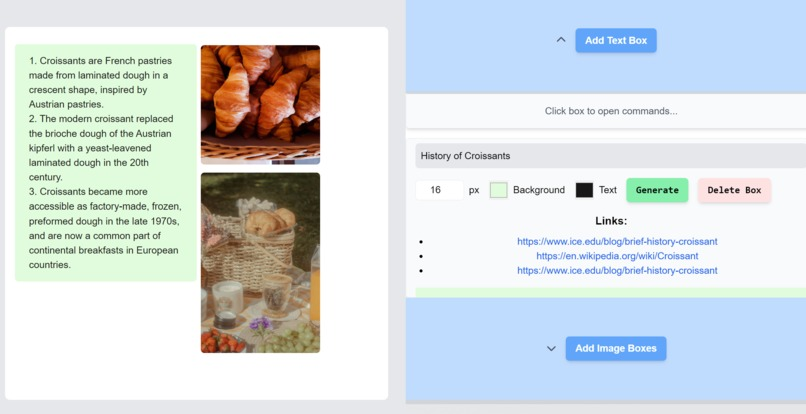 1. Croissants are French pastries
made from laminated dough in a
crescent shape, inspired by
Austrian pastries.
2. The modern croissant replaced
the brioche dough of the Austrian
kipferl with a yeast-leavened
laminated dough in the 20th
century.
3. Croissants became more
accessible as factory-made, frozen,
preformed dough in the late 1970s,
and are now a common part of
continental breakfasts in European
countries.
Add Text Box
Click box to open commands...
History of Croissants
16 px Background Text Generate Delete Box
Links:
https://www.ice.edu/blog/brief-history-croissant
https://en.wikipedia.org/wiki/Croissant
https://www.ice.edu/blog/brief-history-croissant
Add Image Boxes